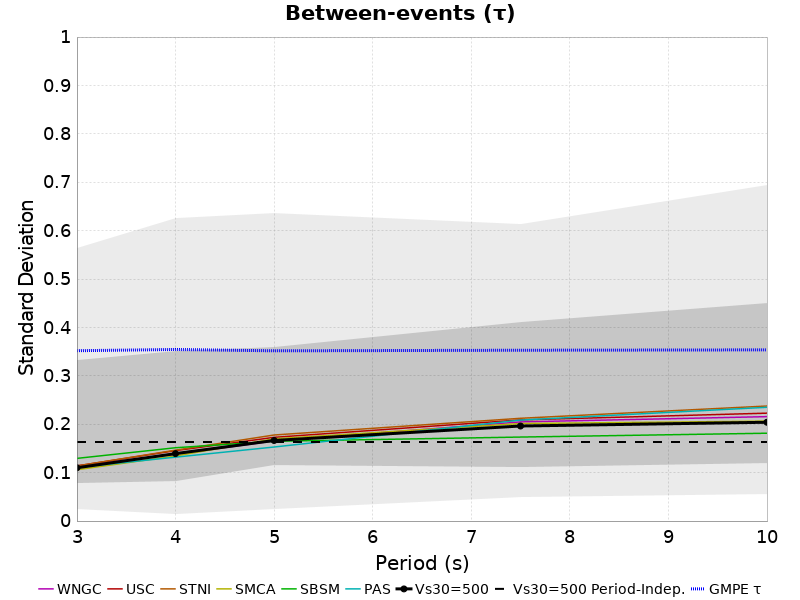 Between-events (τ)
Standard Deviation
1
0.9
0.8
0.7
0.6
0.5
0.4
0.3
0.2
0.1
0
3 4 5 6 7 8 9 10
Period (s)
WNGC USC STNI SMCA SBSM PAS Vs30=500 Vs30=500 Period-Indep. GMPE τ